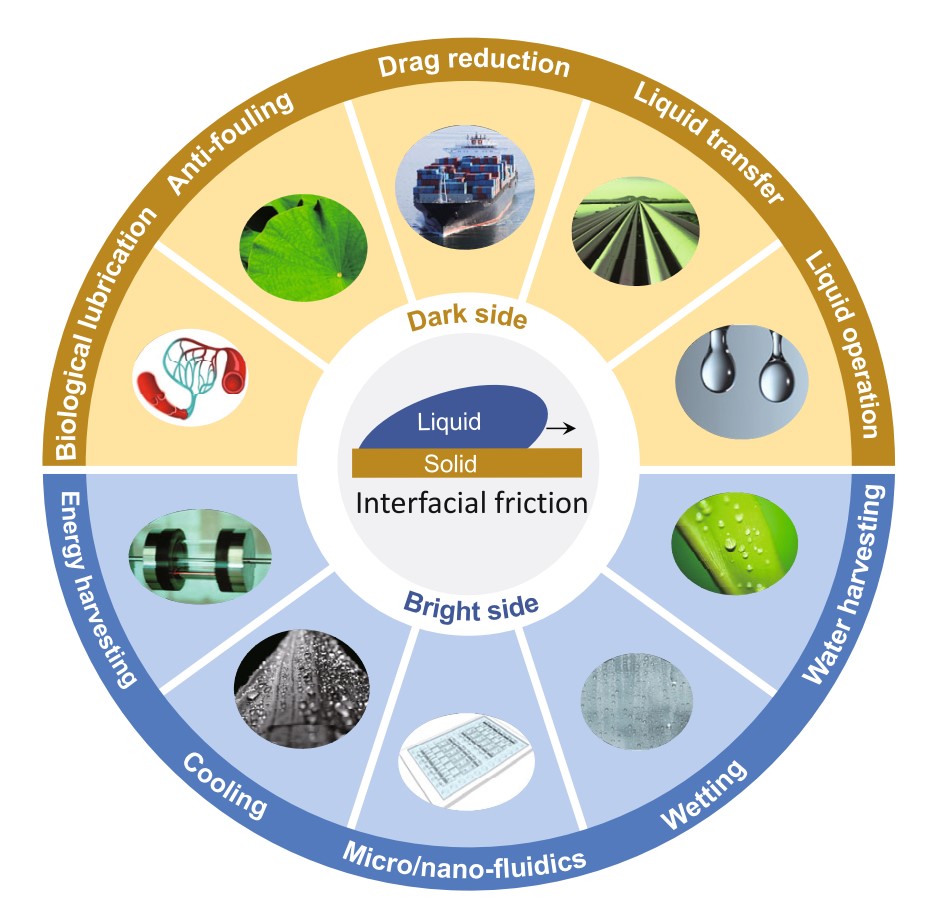 Drag reduction
Anti-fouling
Liquid transfer
Biological lubrication
Liquid operation
Dark side
Liquid
Solid
Interfacial friction
Bright side
Energy harvesting
Water harvesting
Cooling
Wetting
Micro/nano-fluidics